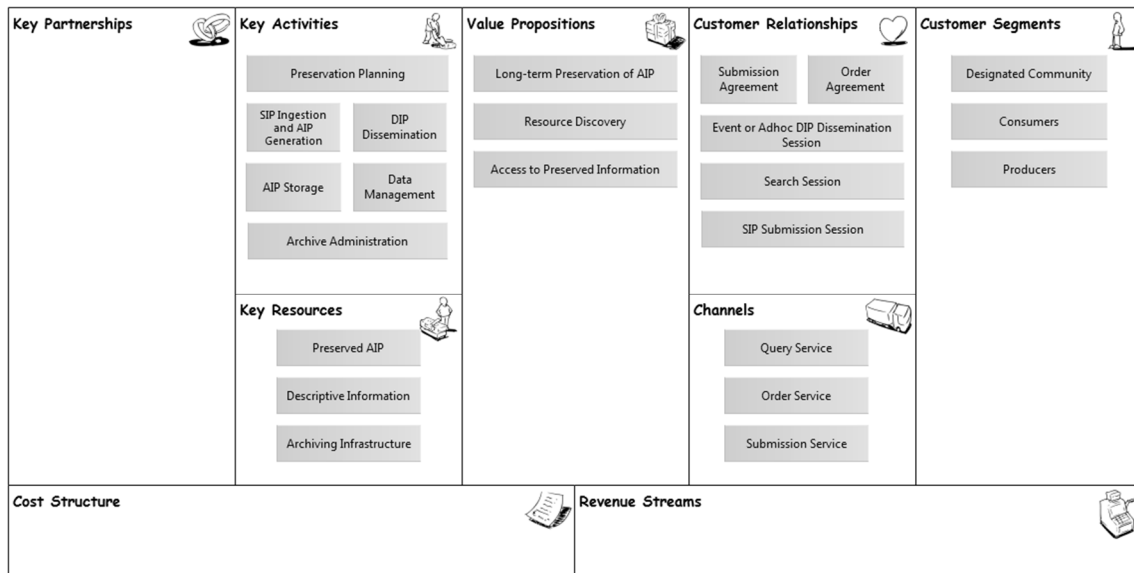 Key Partnerships
Key Activities
Preservation Planning
SIP Ingestion
and AIP
Generation
DIP
Dissemination
AIP Storage
Data
Management
Archive Administration
Key Resources
Preserved AIP
Descriptive Information
Archiving Infrastructure
Value Propositions
Long-term Preservation of AIP
Resource Discovery
Access to Preserved Information
Customer Relationships
Submission
Agreement
Order
Agreement
Event or Adhoc DIP Dissemination
Session
Search Session
SIP Submission Session
Channels
Query Service
Order Service
Submission Service
Customer Segments
Designated Community
Consumers
Producers
Cost Structure
Revenue Streams